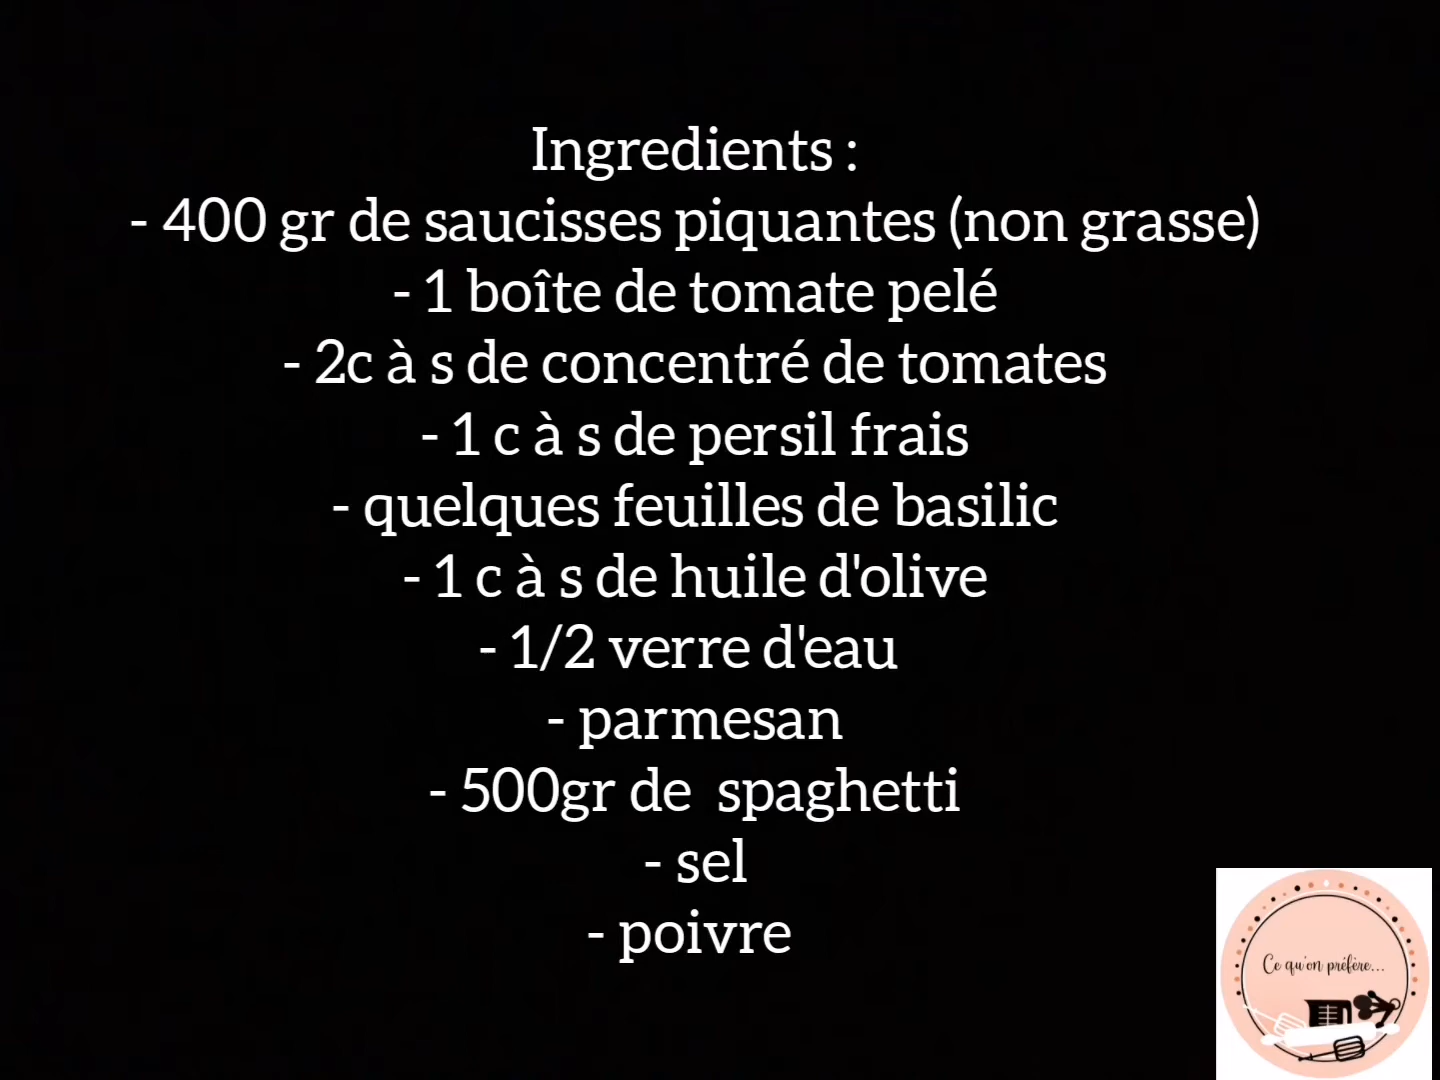 Ingredients :
- 400 gr de saucisses piquantes (non grasse)
- 1 boîte de tomate pelé
- 2c à s de concentré de tomates
- 1 c à s de persil frais
- quelques feuilles de basilic
- 1 c à s de huile d'olive
- 1/2 verre d'eau
- parmesan
- 500gr de  spaghetti
- sel
- poivre
Ce qu'on préfère...